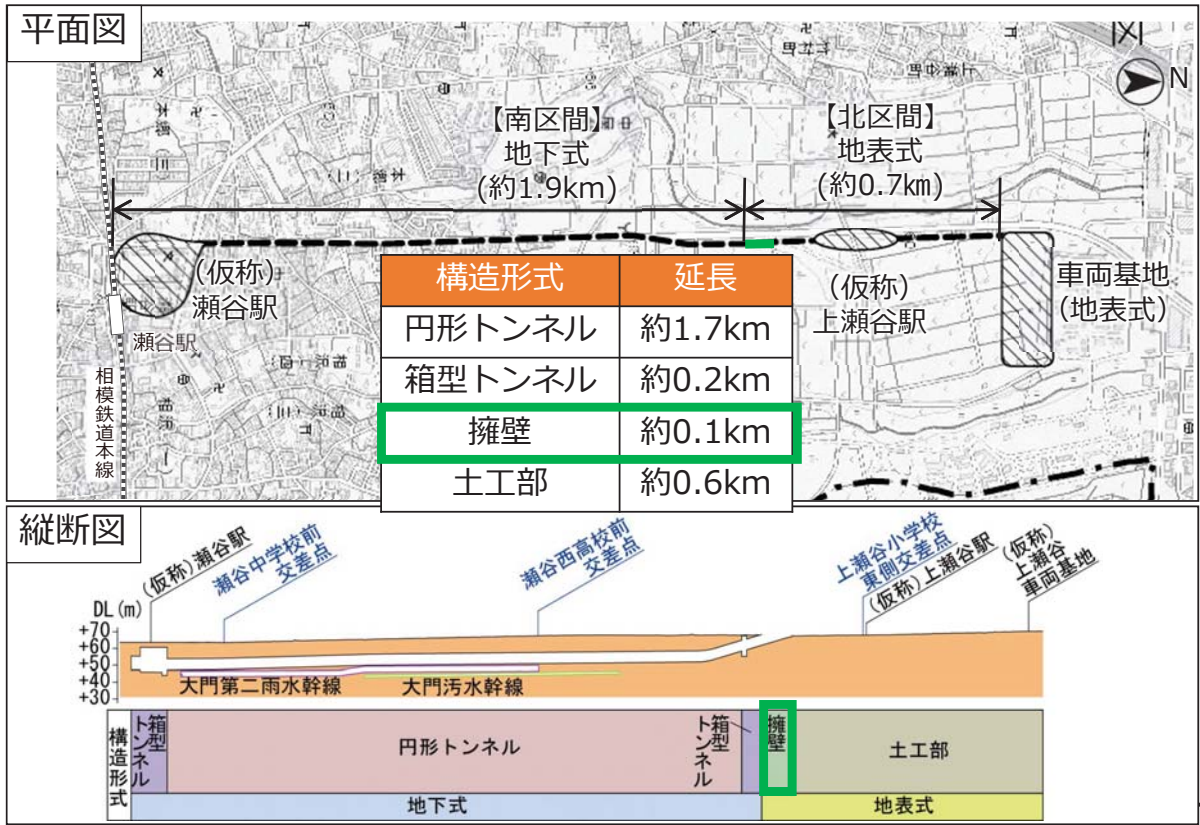 平面図
N
【南区間】
地下式
(約1.9km)
【北区間】
地表式
(約0.7㎞)
(仮称)
瀬谷駅
瀬谷駅
相模鉄道本線
(仮称)
上瀬谷駅
車両基地
(地表式)
構造形式 延長
円形トンネル 約1.7km
箱型トンネル 約0.2km
擁壁 約0.1km
土工部 約0.6km
縦断図
(仮称)瀬谷駅
瀬谷中学校前
交差点
瀬谷西高校前
交差点
上瀬谷小学校
東側交差点
(仮称)上瀬谷駅
(仮称)
上瀬谷
車両基地
DL(m)
+70
+60
+50
+40
+30
大門第二雨水幹線
大門汚水幹線
構造形式
箱型
トンネル
円形トンネル
箱型
トンネル
擁壁
土工部
地下式
地表式